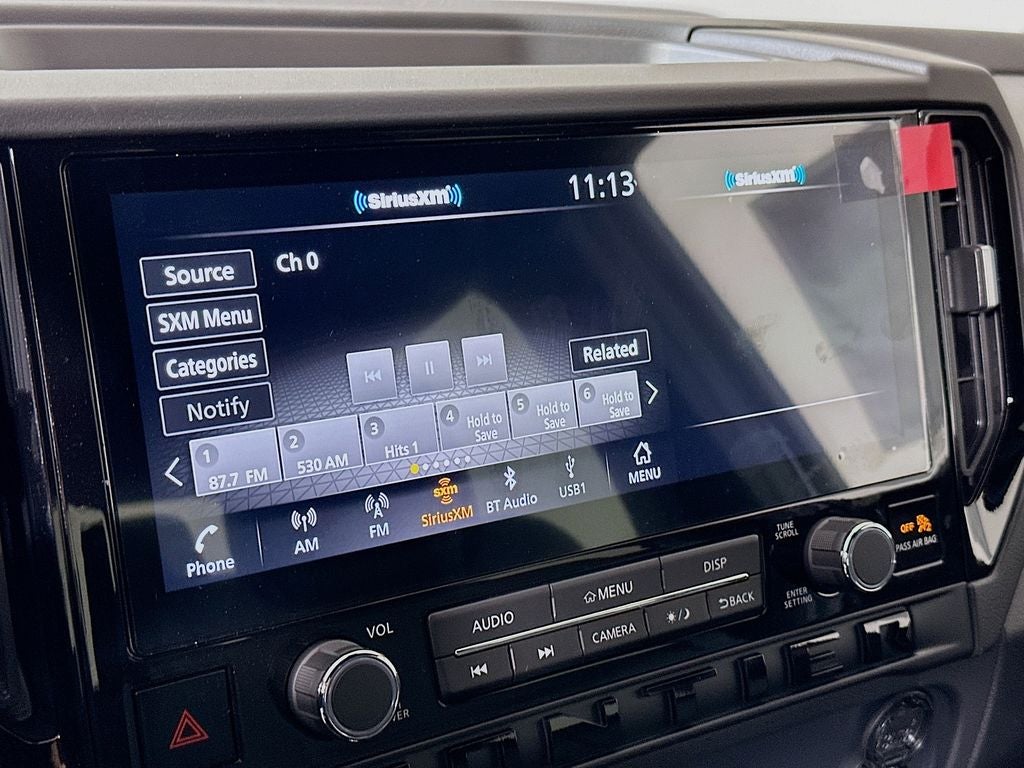 SiriusXM
11:13
SiriusXM
Source
Ch 0
SXM Menu
Categories
Notify
Related
1
87.7 FM
2
530 AM
3
Hits 1
4
Hold to
Save
5
Hold to
Save
6
Hold to
Save
Phone
AM
FM
sxm
SiriusXM
BT Audio
USB1
MENU
VOL
AUDIO
MENU
DISP
CAMERA
BACK
TUNE
SCROLL
ENTER
SETTING
OFF
PASS AIR BAG